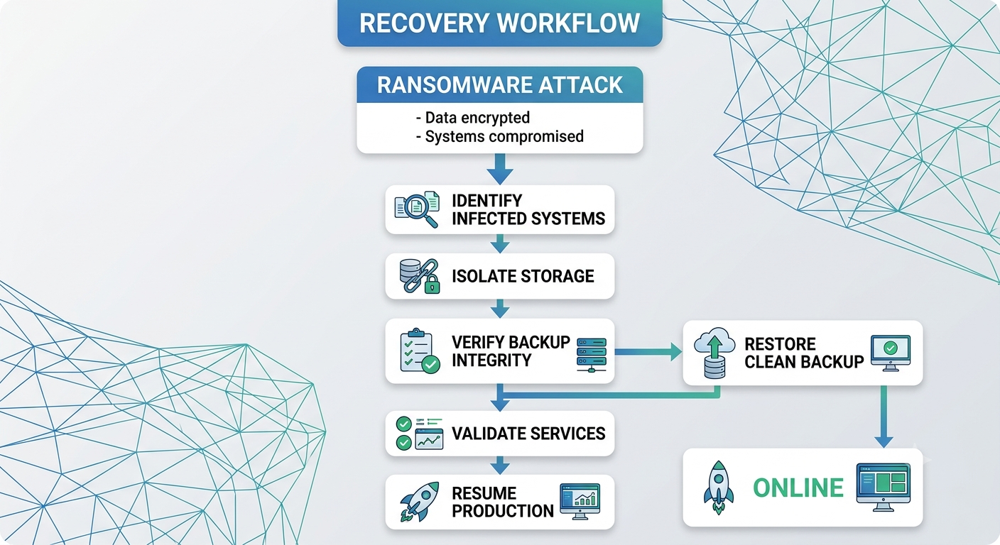 RECOVERY WORKFLOW
RANSOMWARE ATTACK
- Data encrypted
- Systems compromised
IDENTIFY
INFECTED SYSTEMS
ISOLATE STORAGE
VERIFY BACKUP
INTEGRITY
RESTORE
CLEAN BACKUP
VALIDATE SERVICES
RESUME
PRODUCTION
ONLINE